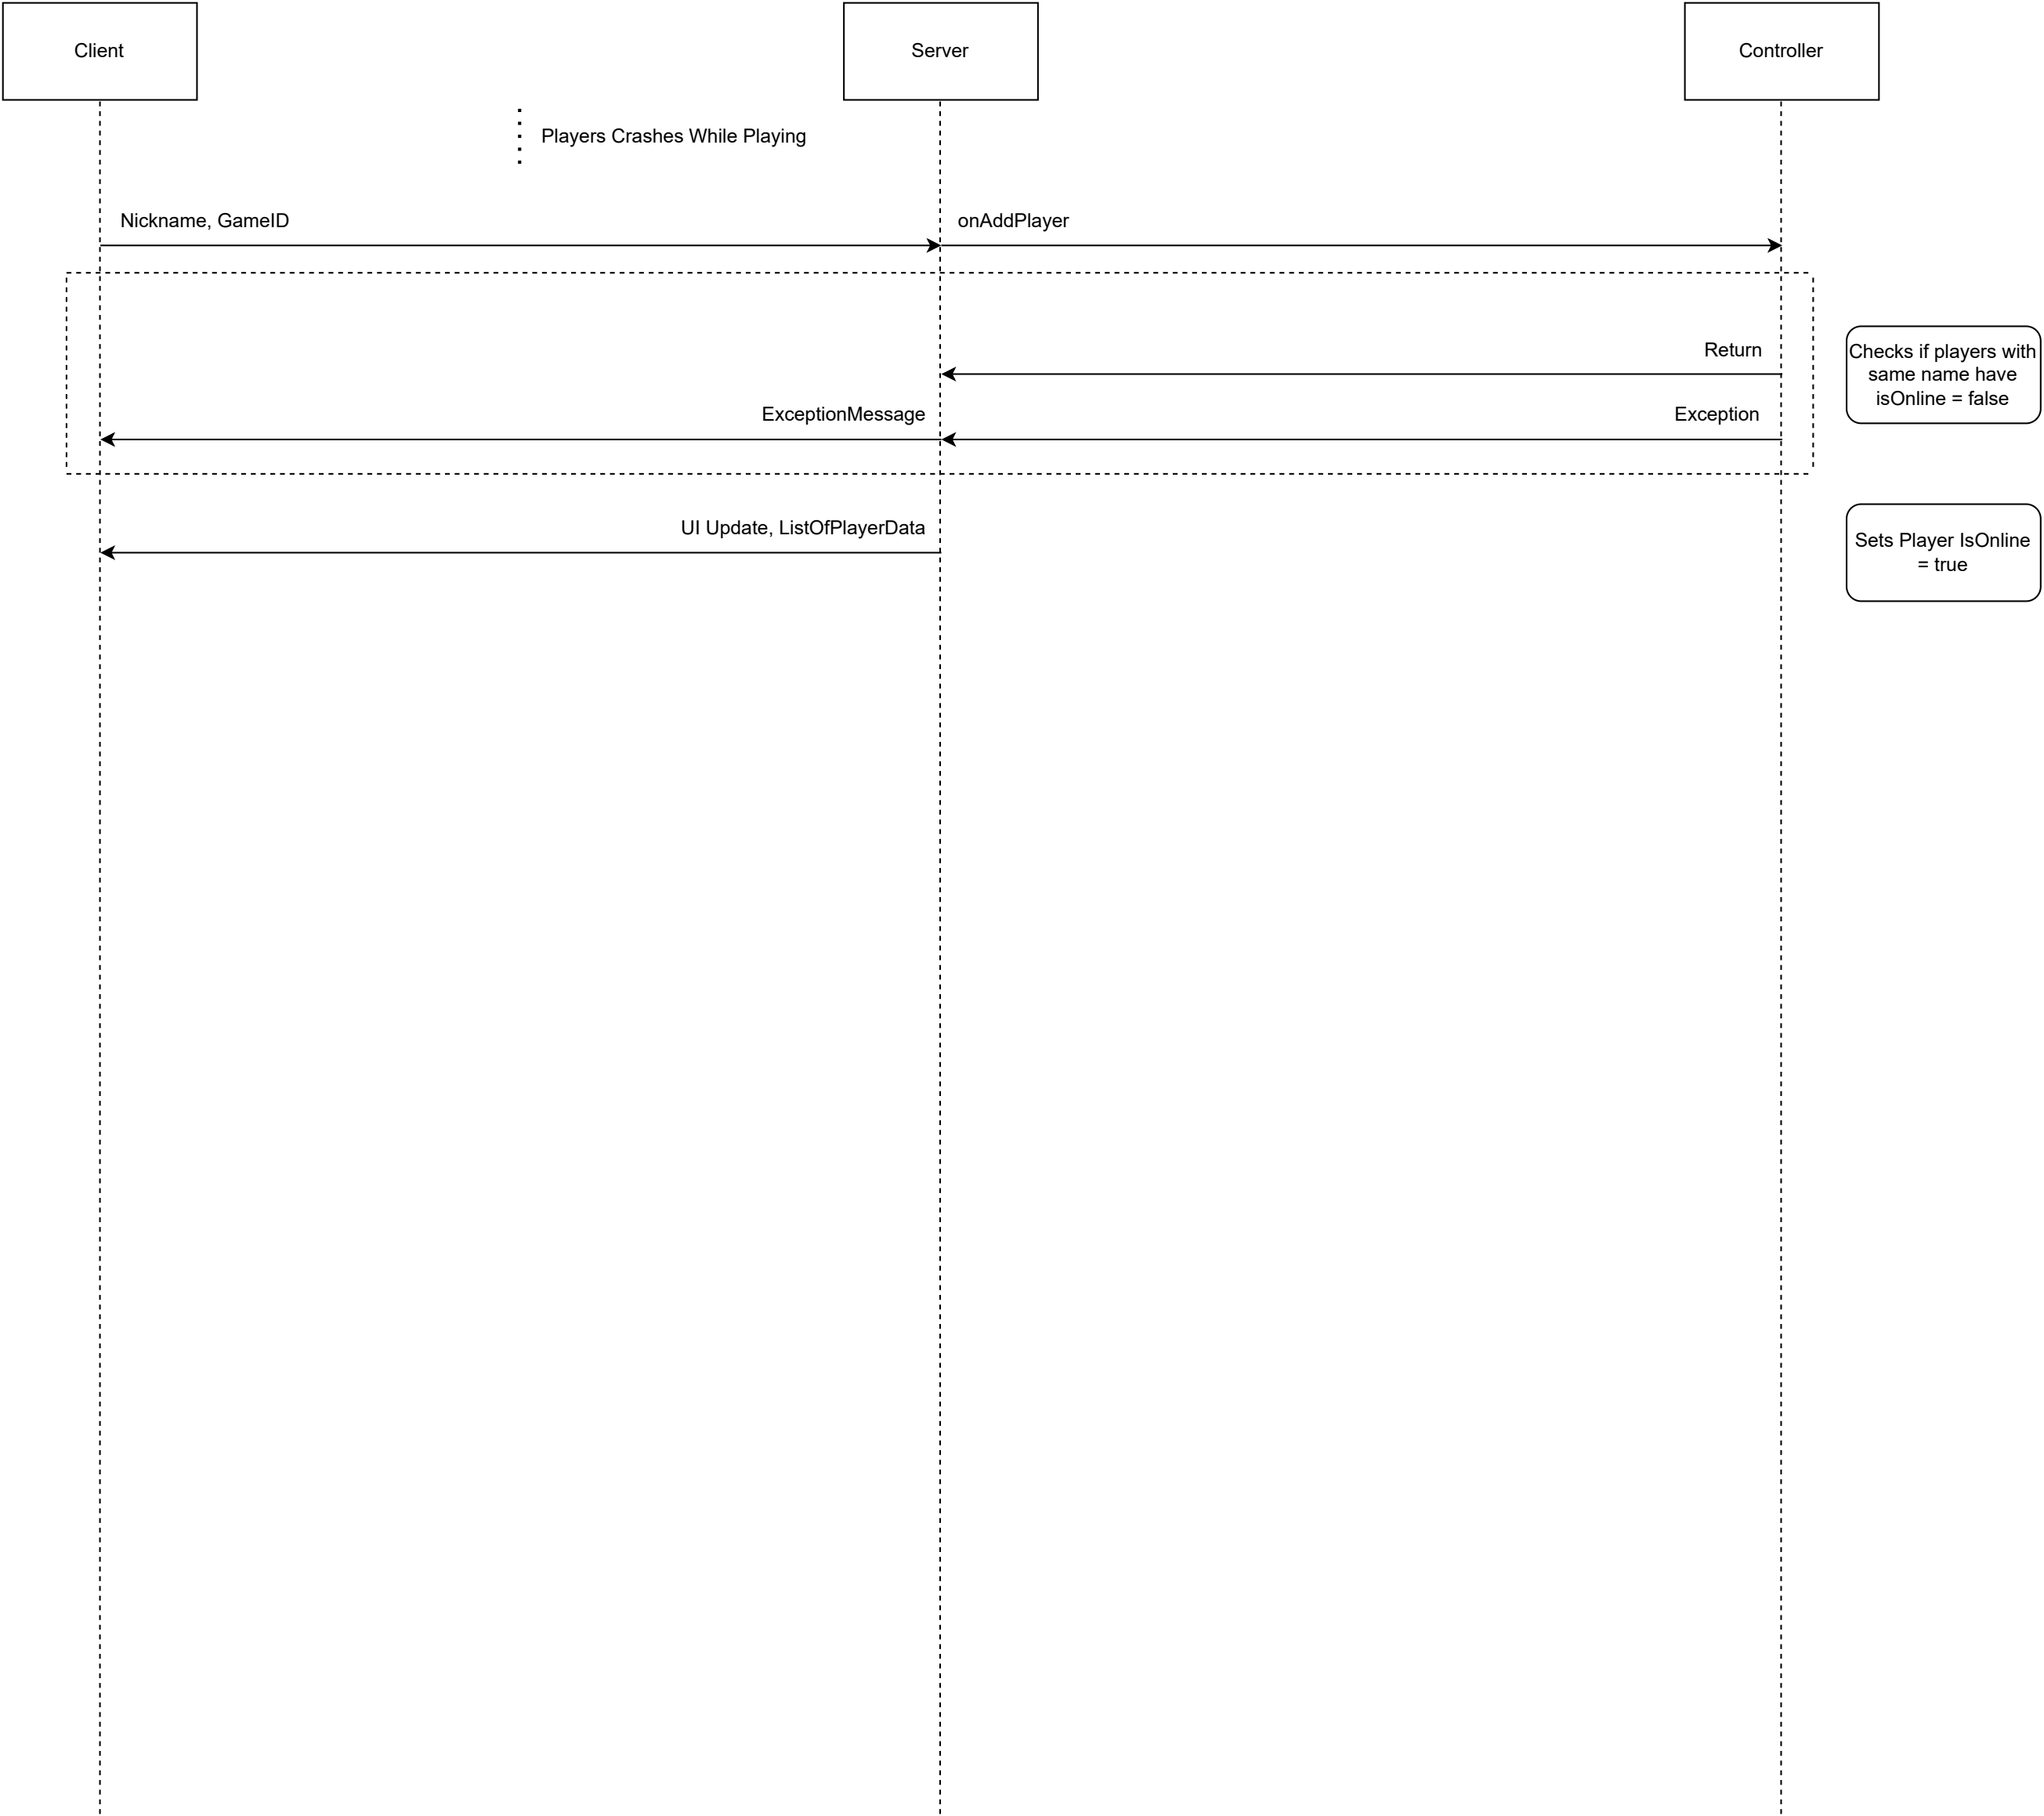 Client
Server
Controller
Players Crashes While Playing
Nickname, GameID
onAddPlayer
Return
Checks if players with
same name have
isOnline = false
ExceptionMessage
Exception
UI Update, ListOfPlayerData
Sets Player IsOnline
= true